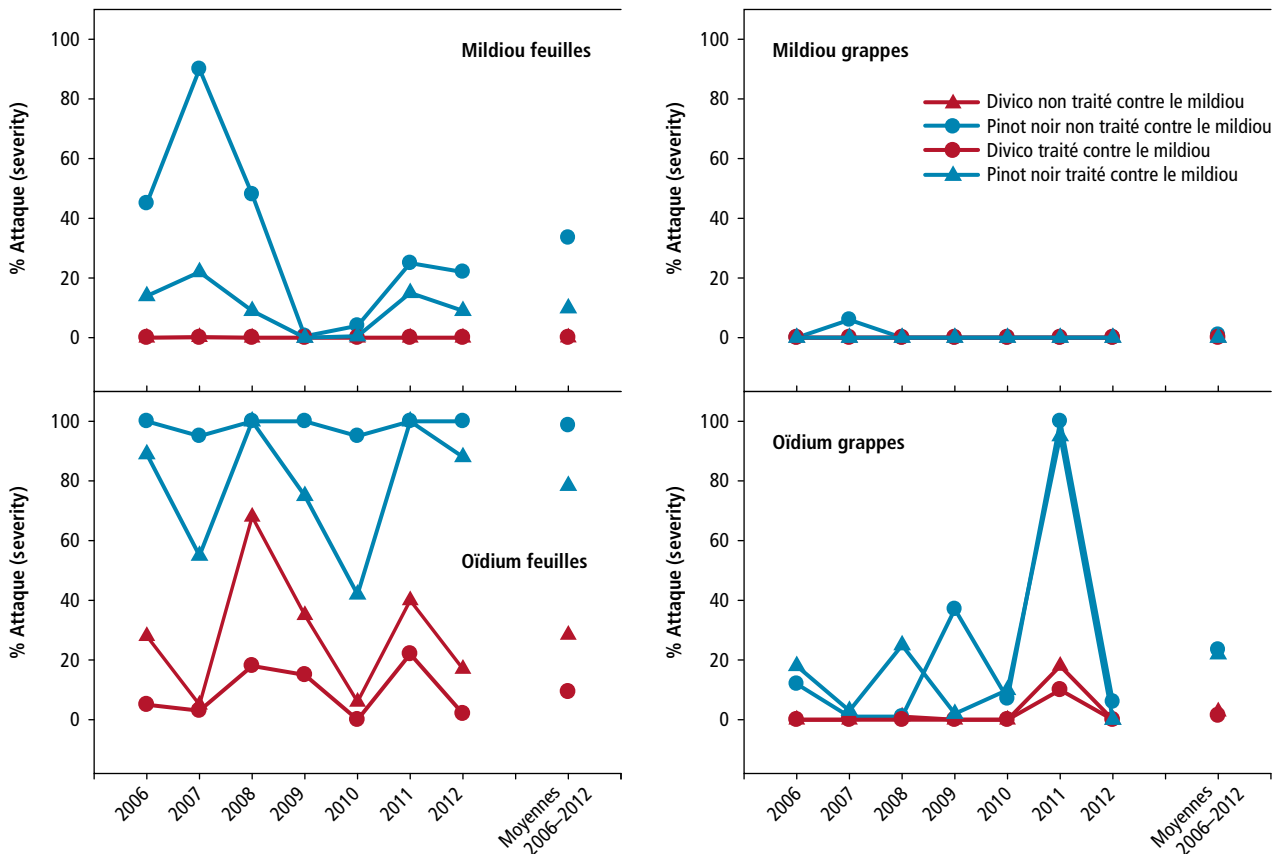 % Attaque (severity)
100
80
60
40
20
0
Mildiou feuilles
% Attaque (severity)
100
80
60
40
20
0
Mildiou grappes
Divico non traité contre le mildiou
Pinot noir non traité contre le mildiou
Divico traité contre le mildiou
Pinot noir traité contre le mildiou
% Attaque (severity)
100
80
60
40
20
0
Oïdium feuilles
2006
2007
2008
2009
2010
2011
2012
Moyennes
2006–2012
% Attaque (severity)
100
80
60
40
20
0
Oïdium grappes
2006
2007
2008
2009
2010
2011
2012
Moyennes
2006–2012